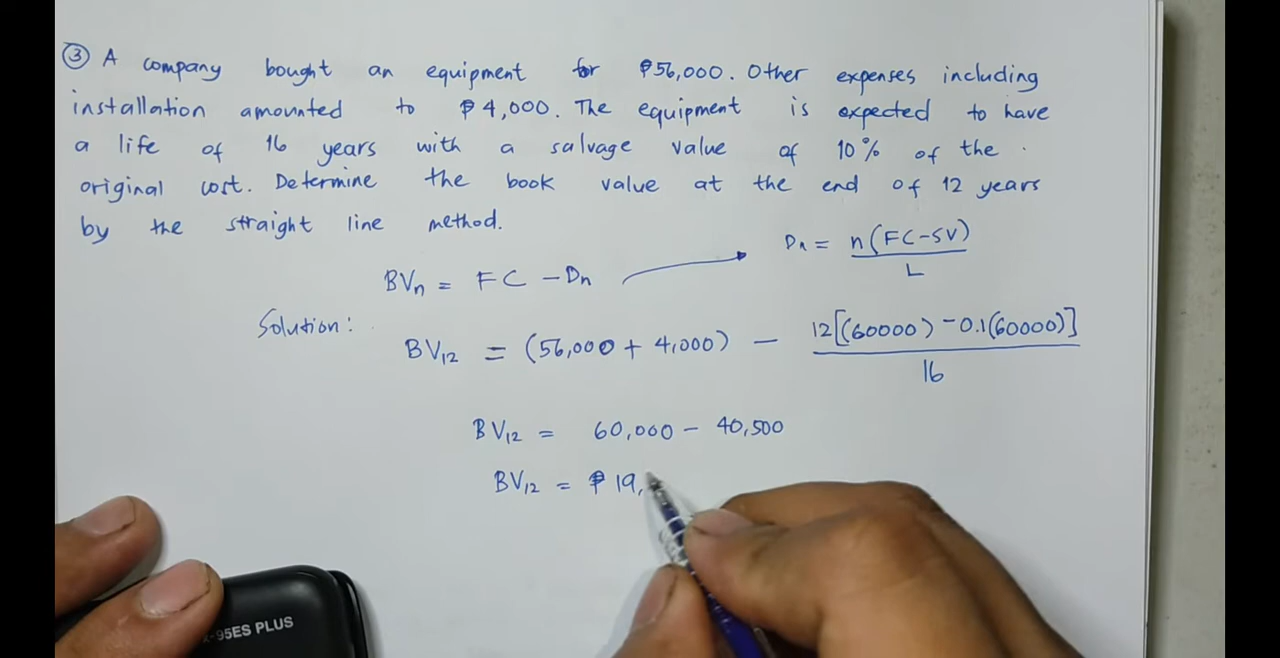 ③ A company bought an equipment for ₱56,000. Other expenses including
installation amounted to ₱4,000. The equipment is expected to have
a life of 16 years with a salvage value of 10% of the
original cost. Determine the book value at the end of 12 years
by the straight line method.
Dn = n(FC-SV)/L
BVn = FC - Dn
Solution:
BV12 = (56,000 + 4,000) - 12[(60000) - 0.1(60000)]/16
BV12 = 60,000 - 40,500
BV12 = ₱19,
-95ES PLUS